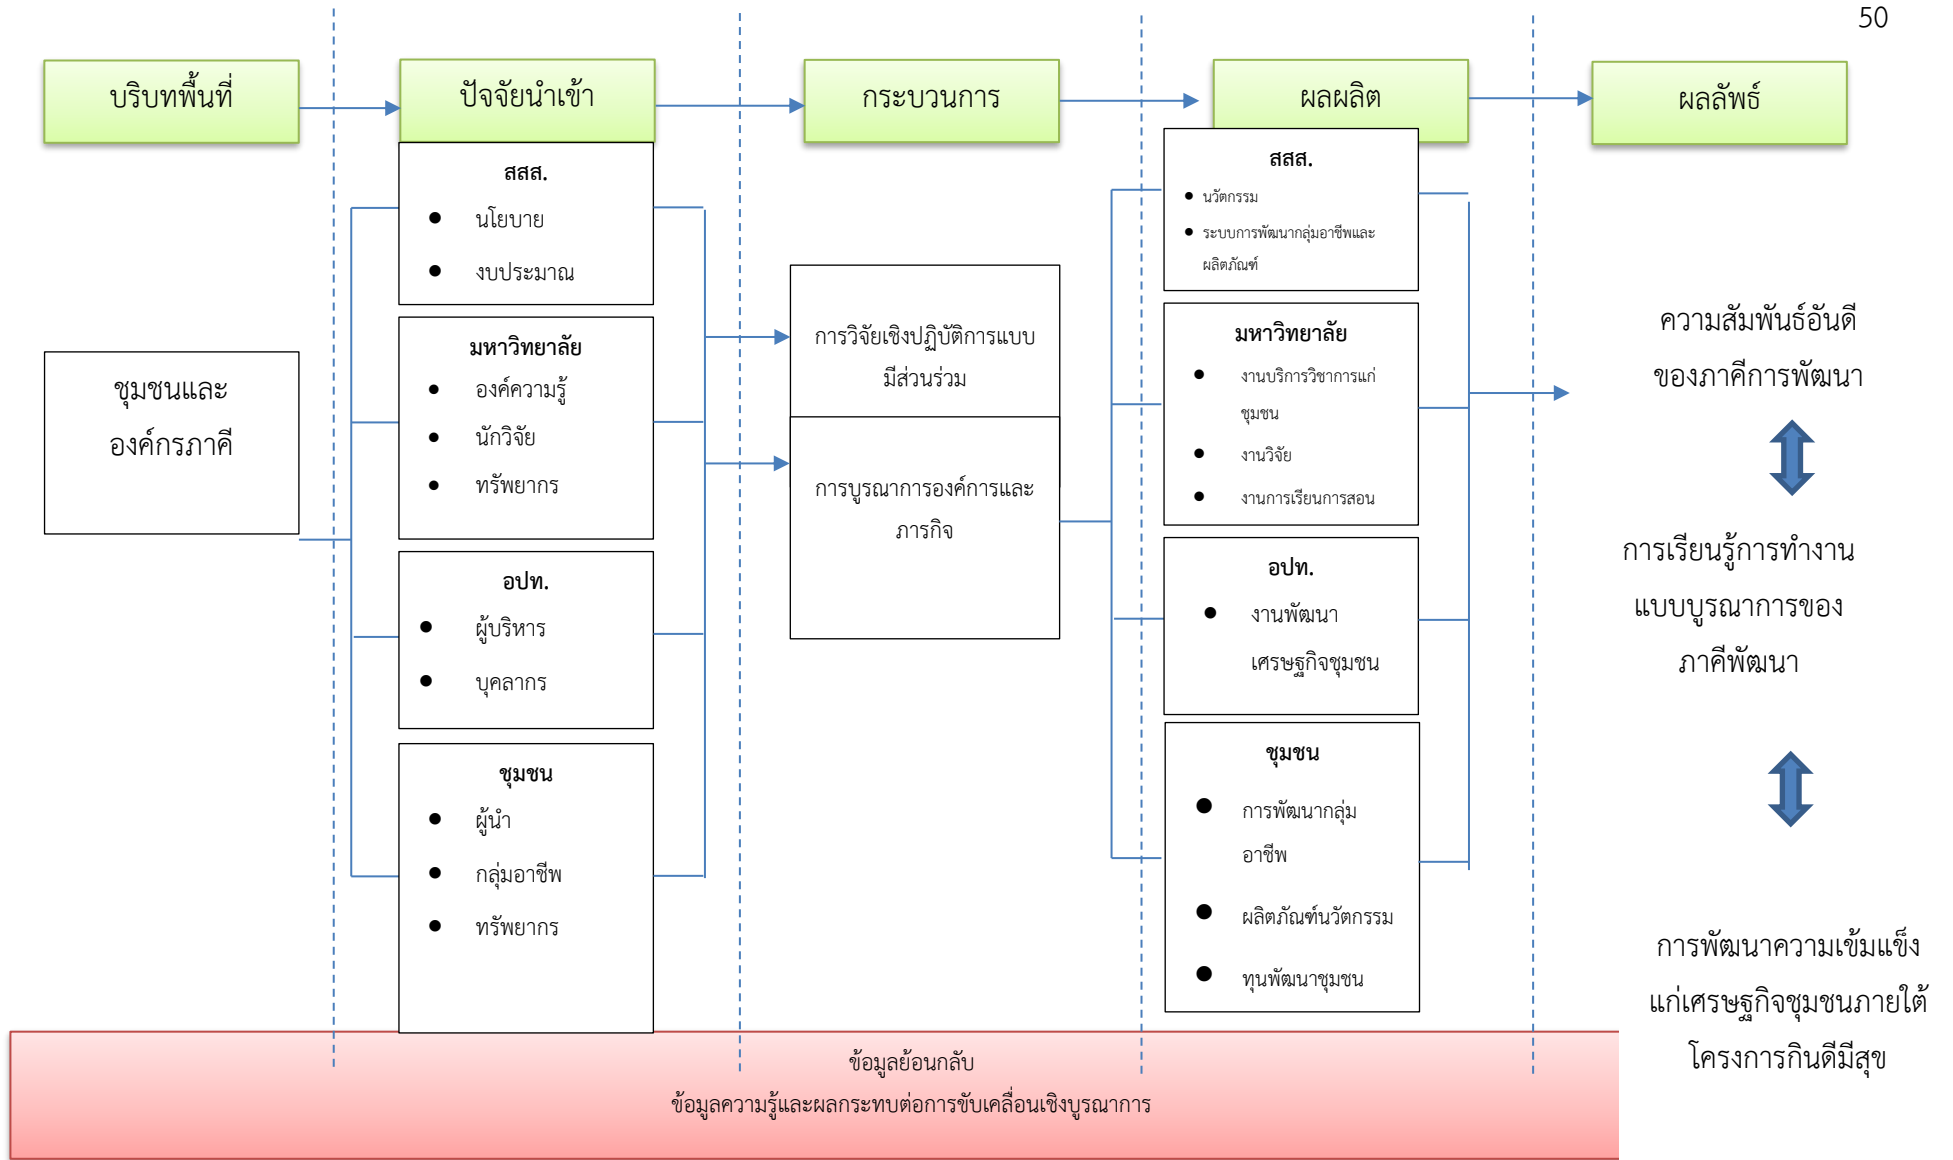 50
บริบทพื้นที่
ปัจจัยนำเข้า
กระบวนการ
ผลผลิต
ผลลัพธ์
ชุมชนและ
องค์กรภาคี
สสส.
● นโยบาย
● งบประมาณ
มหาวิทยาลัย
● องค์ความรู้
● นักวิจัย
● ทรัพยากร
อปท.
● ผู้บริหาร
● บุคลากร
ชุมชน
● ผู้นำ
● กลุ่มอาชีพ
● ทรัพยากร
การวิจัยเชิงปฏิบัติการแบบ
มีส่วนร่วม
การบูรณาการองค์การและ
ภารกิจ
สสส.
● นวัตกรรม
● ระบบการพัฒนากลุ่มอาชีพและ
ผลิตภัณฑ์
มหาวิทยาลัย
● งานบริการวิชาการแก่
ชุมชน
● งานวิจัย
● งานการเรียนการสอน
อปท.
● งานพัฒนา
เศรษฐกิจชุมชน
ชุมชน
● การพัฒนากลุ่ม
อาชีพ
● ผลิตภัณฑ์นวัตกรรม
● ทุนพัฒนาชุมชน
ความสัมพันธ์อันดี
ของภาคีการพัฒนา
การเรียนรู้การทำงาน
แบบบูรณาการของ
ภาคีพัฒนา
การพัฒนาความเข้มแข็ง
แก่เศรษฐกิจชุมชนภายใต้
โครงการกินดีมีสุข
ข้อมูลย้อนกลับ
ข้อมูลความรู้และผลกระทบต่อการขับเคลื่อนเชิงบูรณาการ